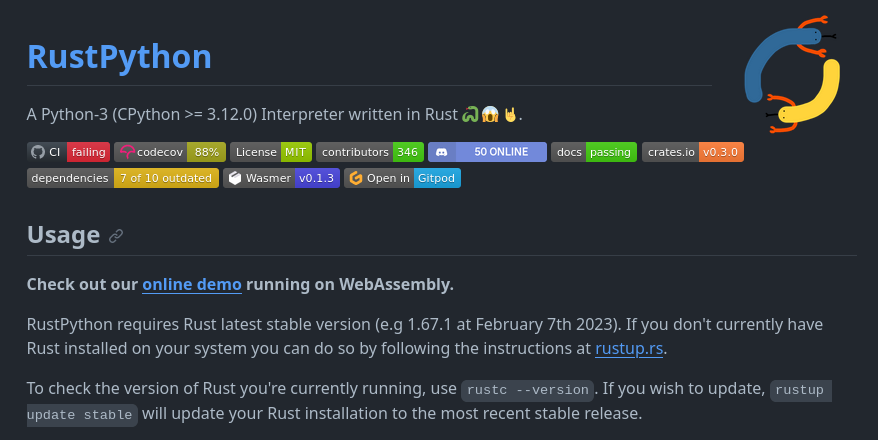 RustPython
A Python-3 (CPython >= 3.12.0) Interpreter written in Rust 🐍😱🤘.
CI failing codecov 88% License MIT contributors 346 50 ONLINE docs passing crates.io v0.3.0
dependencies 7 of 10 outdated Wasmer v0.1.3 Open in Gitpod
Usage
Check out our online demo running on WebAssembly.
RustPython requires Rust latest stable version (e.g 1.67.1 at February 7th 2023). If you don't currently have
Rust installed on your system you can do so by following the instructions at rustup.rs.
To check the version of Rust you're currently running, use rustc --version. If you wish to update, rustup
update stable will update your Rust installation to the most recent stable release.